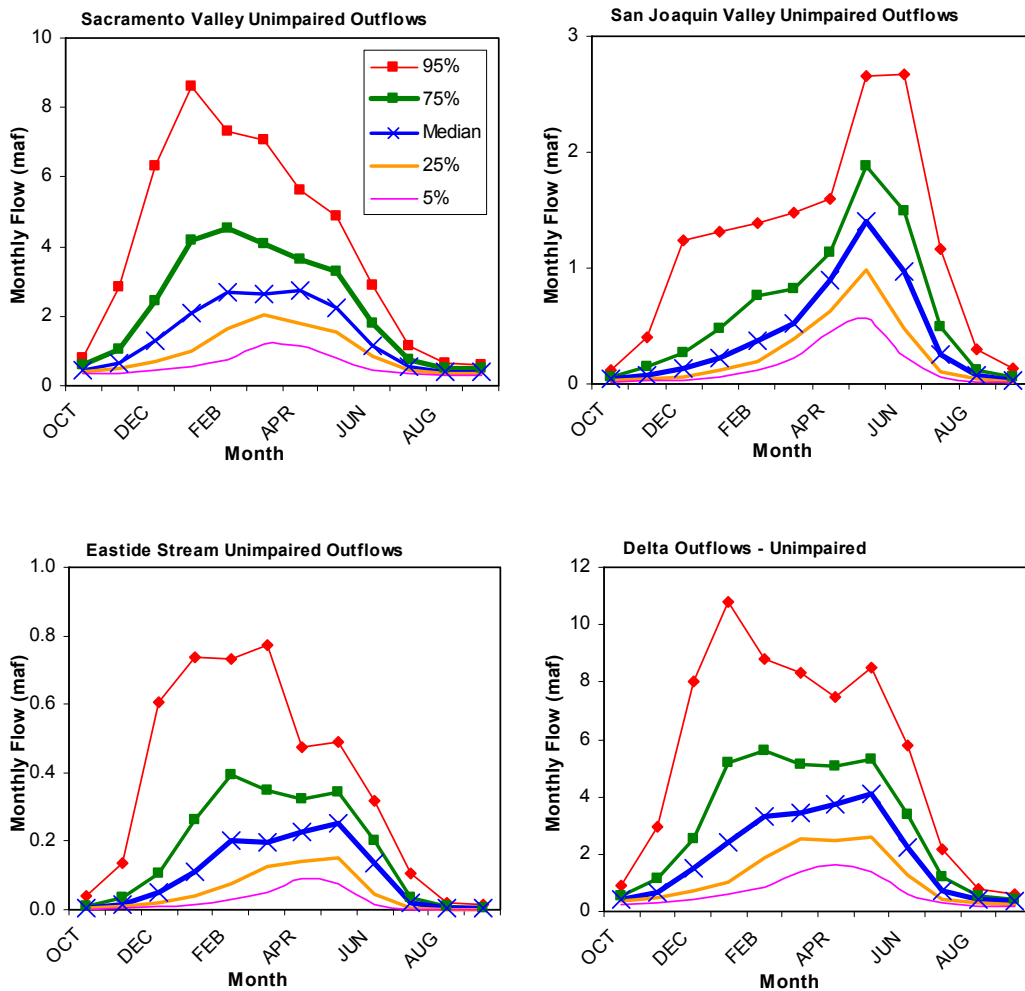 Sacramento Valley Unimpaired Outflows
10
8
6
4
2
0
Monthly Flow (maf)
95%
75%
Median
25%
5%
OCT
DEC
FEB
APR
JUN
AUG
Month
San Joaquin Valley Unimpaired Outflows
3
2
1
0
Monthly Flow (maf)
OCT
DEC
FEB
APR
JUN
AUG
Month
Eastide Stream Unimpaired Outflows
1.0
0.8
0.6
0.4
0.2
0.0
Monthly Flow (maf)
OCT
DEC
FEB
APR
JUN
AUG
Month
Delta Outflows - Unimpaired
12
10
8
6
4
2
0
Monthly Flow (maf)
OCT
DEC
FEB
APR
JUN
AUG
Month